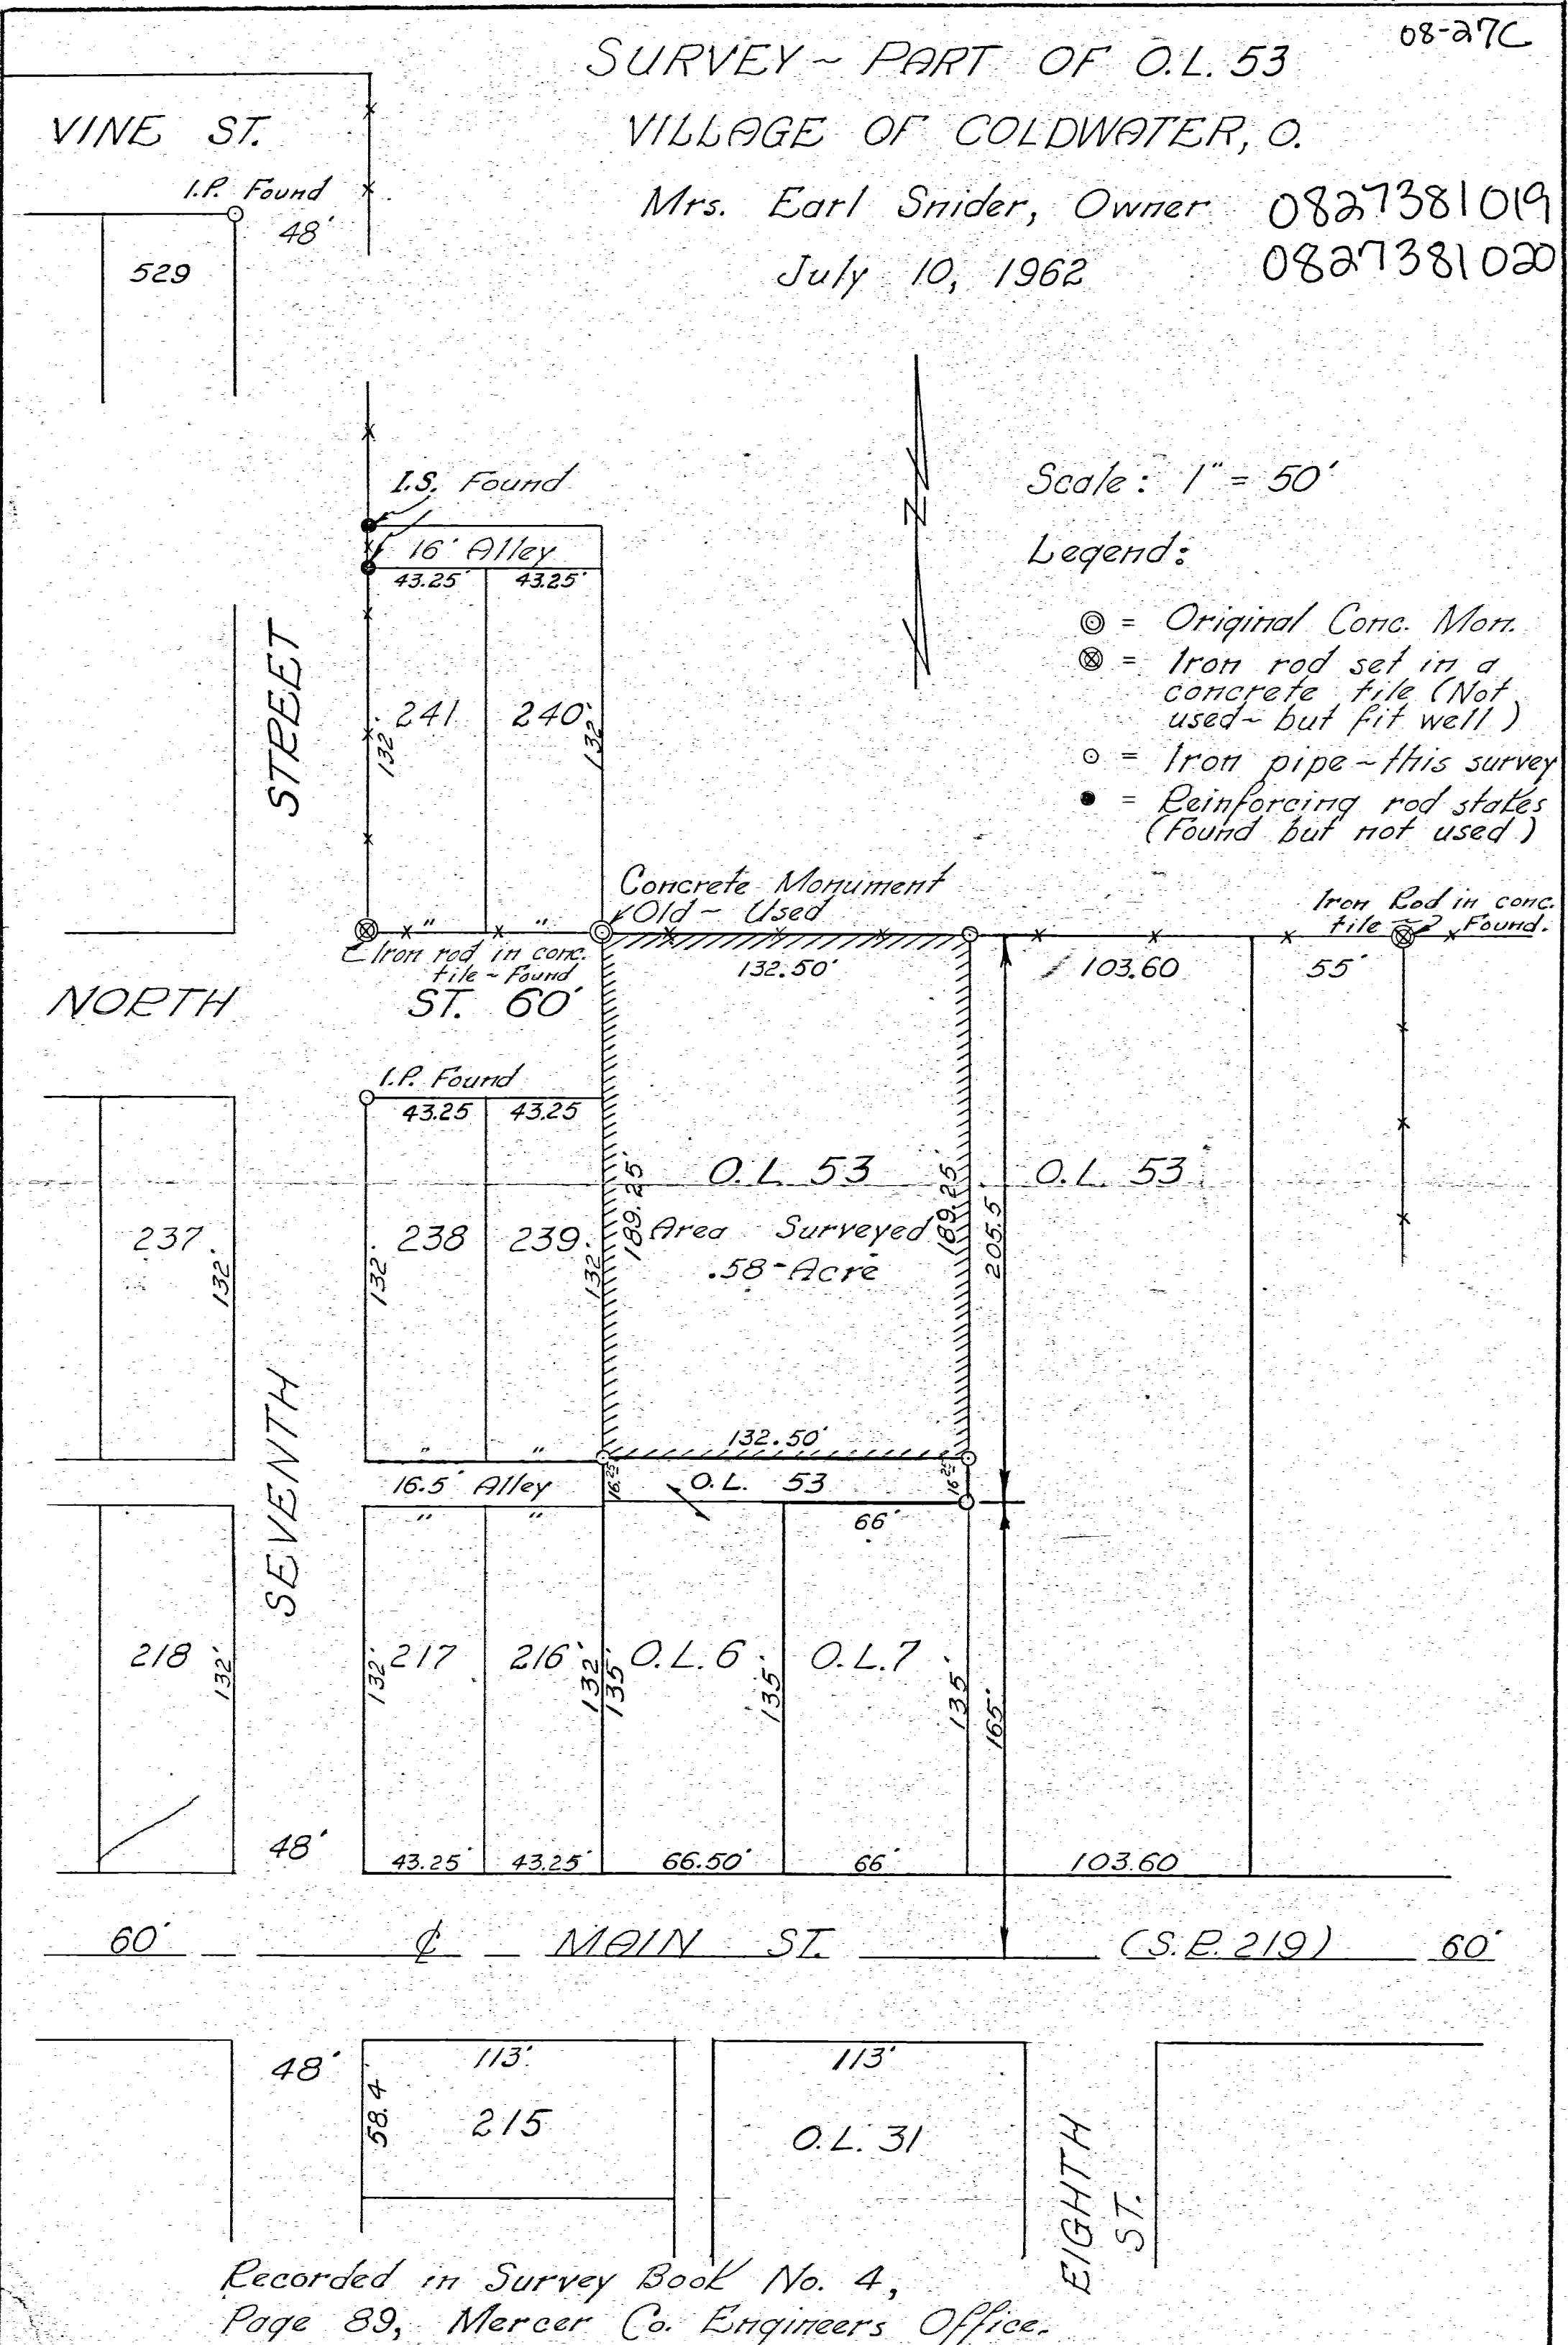 08-27C
SURVEY ~ PART OF O.L. 53
VILLAGE OF COLDWATER, O.
Mrs. Earl Snider, Owner
0827381019
July 10, 1962
0827381020
VINE ST.
I.P. Found
48'
529
I.S. Found
16' Alley
43.25'
43.25'
N
Scale: 1" = 50'
Legend:
◎ = Original Conc. Mon.
⊗ = Iron rod set in a
concrete tile (Not
used ~ but fit well)
⊙ = Iron pipe ~ this survey
● = Reinforcing rod stakes
(Found but not used)
STREET
241
240
132'
132'
Concrete Monument
Old ~ Used
"
"
Iron rod in conc.
tile ~ Found
Iron Rod in conc.
tile ~ Found.
132.50'
103.60
55'
NORTH
ST. 60'
I.P. Found
43.25
43.25
O.L. 53
O.L. 53
189.25'
189.25
205.5
Area Surveyed
.58-Acre
237
132'
238
239
132'
132'
132.50'
"
"
16.5' Alley
16.25
O.L. 53
16.25
"
"
66'
SEVENTH
218
132'
217
216
132'
132'
135'
O.L. 6
135'
O.L. 7
135'
165'
48'
43.25'
43.25'
66.50'
66'
103.60
60'
℄ MAIN ST.
(S.R. 219)
60'
48'
113'
58.4
215
113'
O.L. 31
EIGHTH
ST.
Recorded in Survey Book No. 4,
Page 89, Mercer Co. Engineers Office.